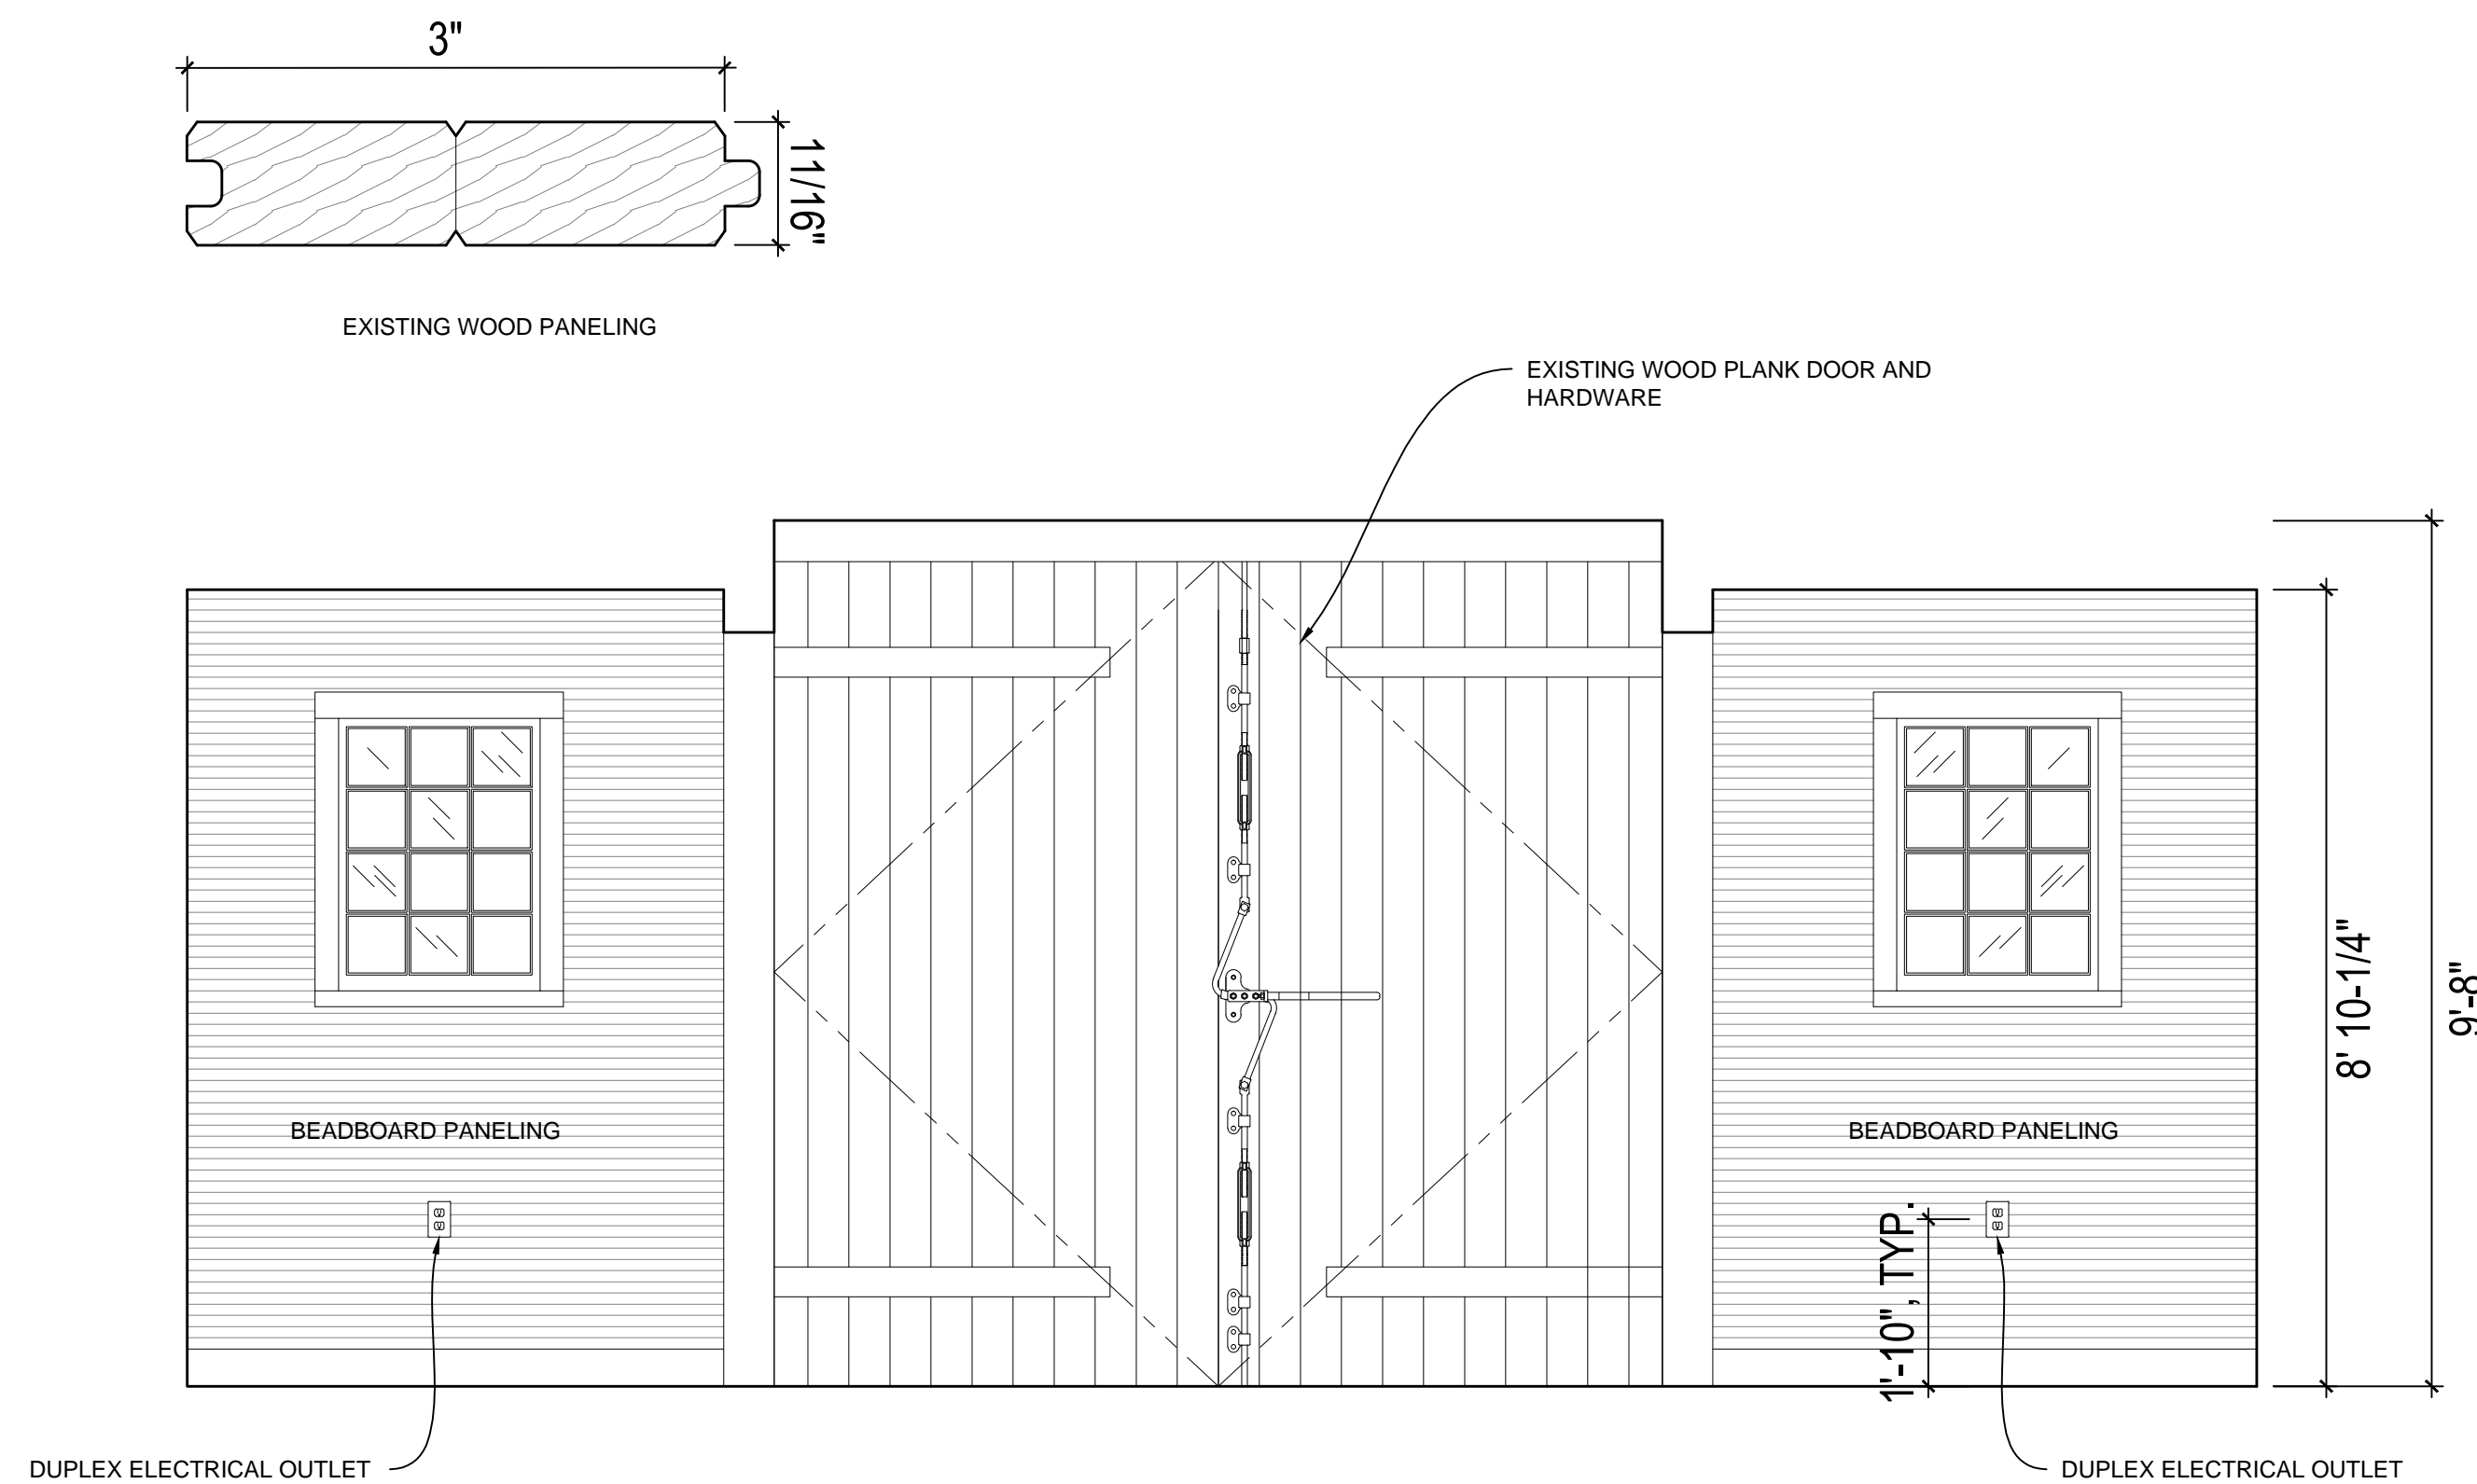 3"
11/16"
EXISTING WOOD PANELING
EXISTING WOOD PLANK DOOR AND
HARDWARE
8' 10-1/4"
9'-8"
BEADBOARD PANELING
BEADBOARD PANELING
1'-10", TYP.
DUPLEX ELECTRICAL OUTLET
DUPLEX ELECTRICAL OUTLET